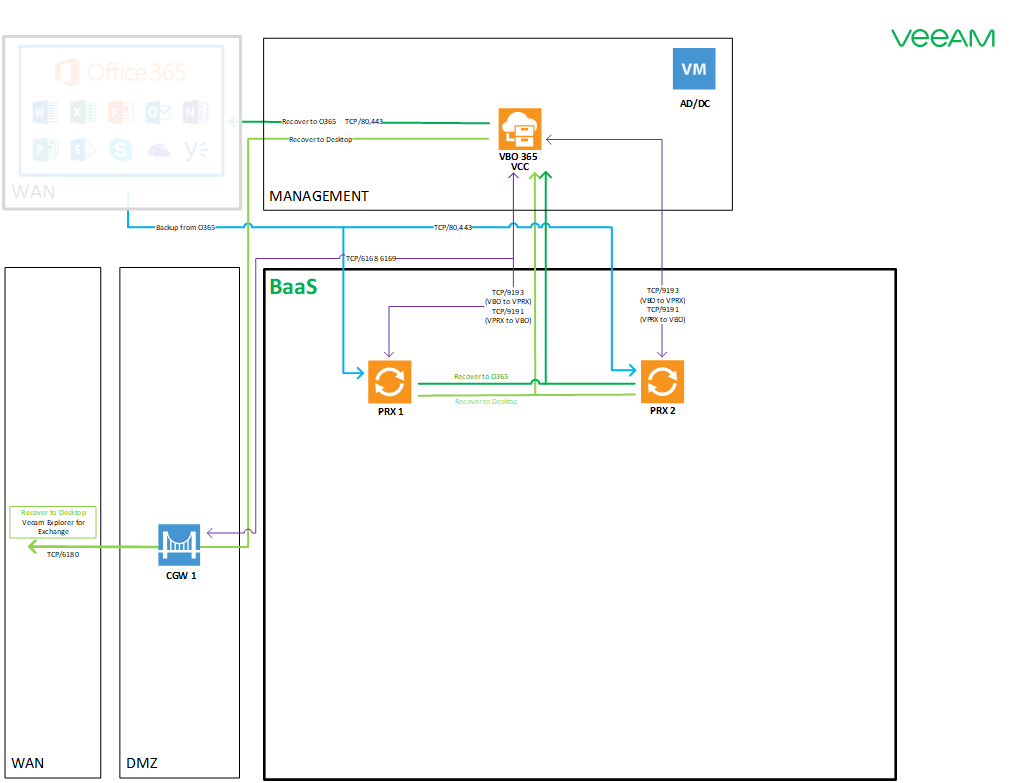 veeam
Office 365
W
X
P
O
N
P
S
S
WAN
VM
AD/DC
Recover to O365 TCP/80,443
Recover to Desktop
VBO 365
VCC
MANAGEMENT
Backup from O365
TCP/80,443
TCP/6168 6169
BaaS
TCP/9193
(VBO to VPRX)
TCP/9191
(VPRX to VBO)
TCP/9193
(VBO to VPRX)
TCP/9191
(VPRX to VBO)
Recover to O365
Recover to Desktop
PRX 1
PRX 2
Recover to Desktop
Veeam Explorer for
Exchange
TCP/6180
CGW 1
WAN
DMZ